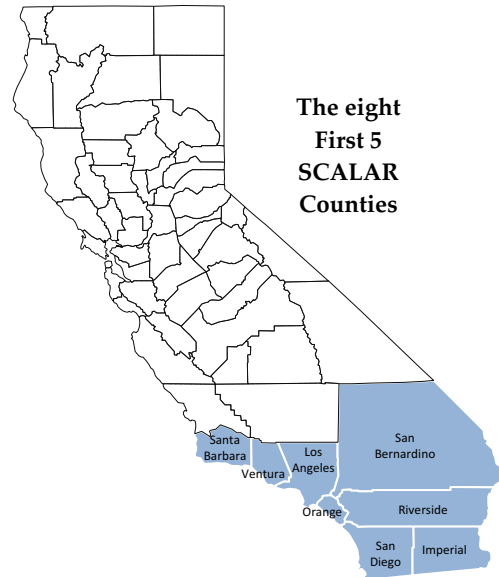 The eight
First 5
SCALAR
Counties
Santa
Barbara
Ventura
Los
Angeles
San
Bernardino
Orange
Riverside
San
Diego
Imperial